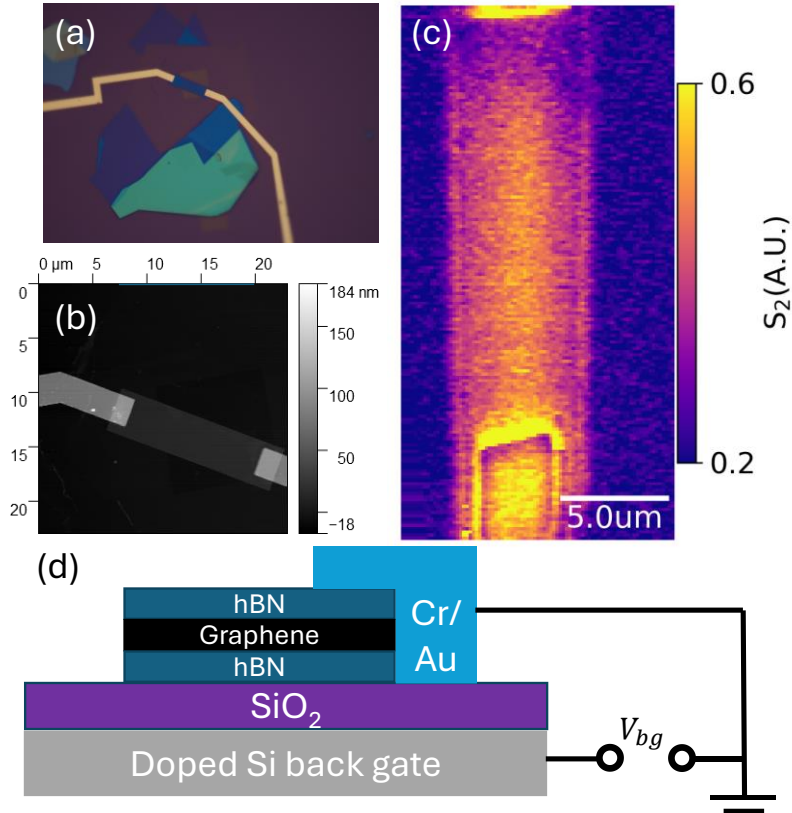 (a)
(c)
0.6
S₂(A.U.)
0.2
5.0um
0 μm 5 10 15 20
(b)
0
5
10
15
20
184 nm
150
100
50
−18
(d)
hBN
Graphene
hBN
Cr/
Au
SiO₂
Doped Si back gate
V_bg